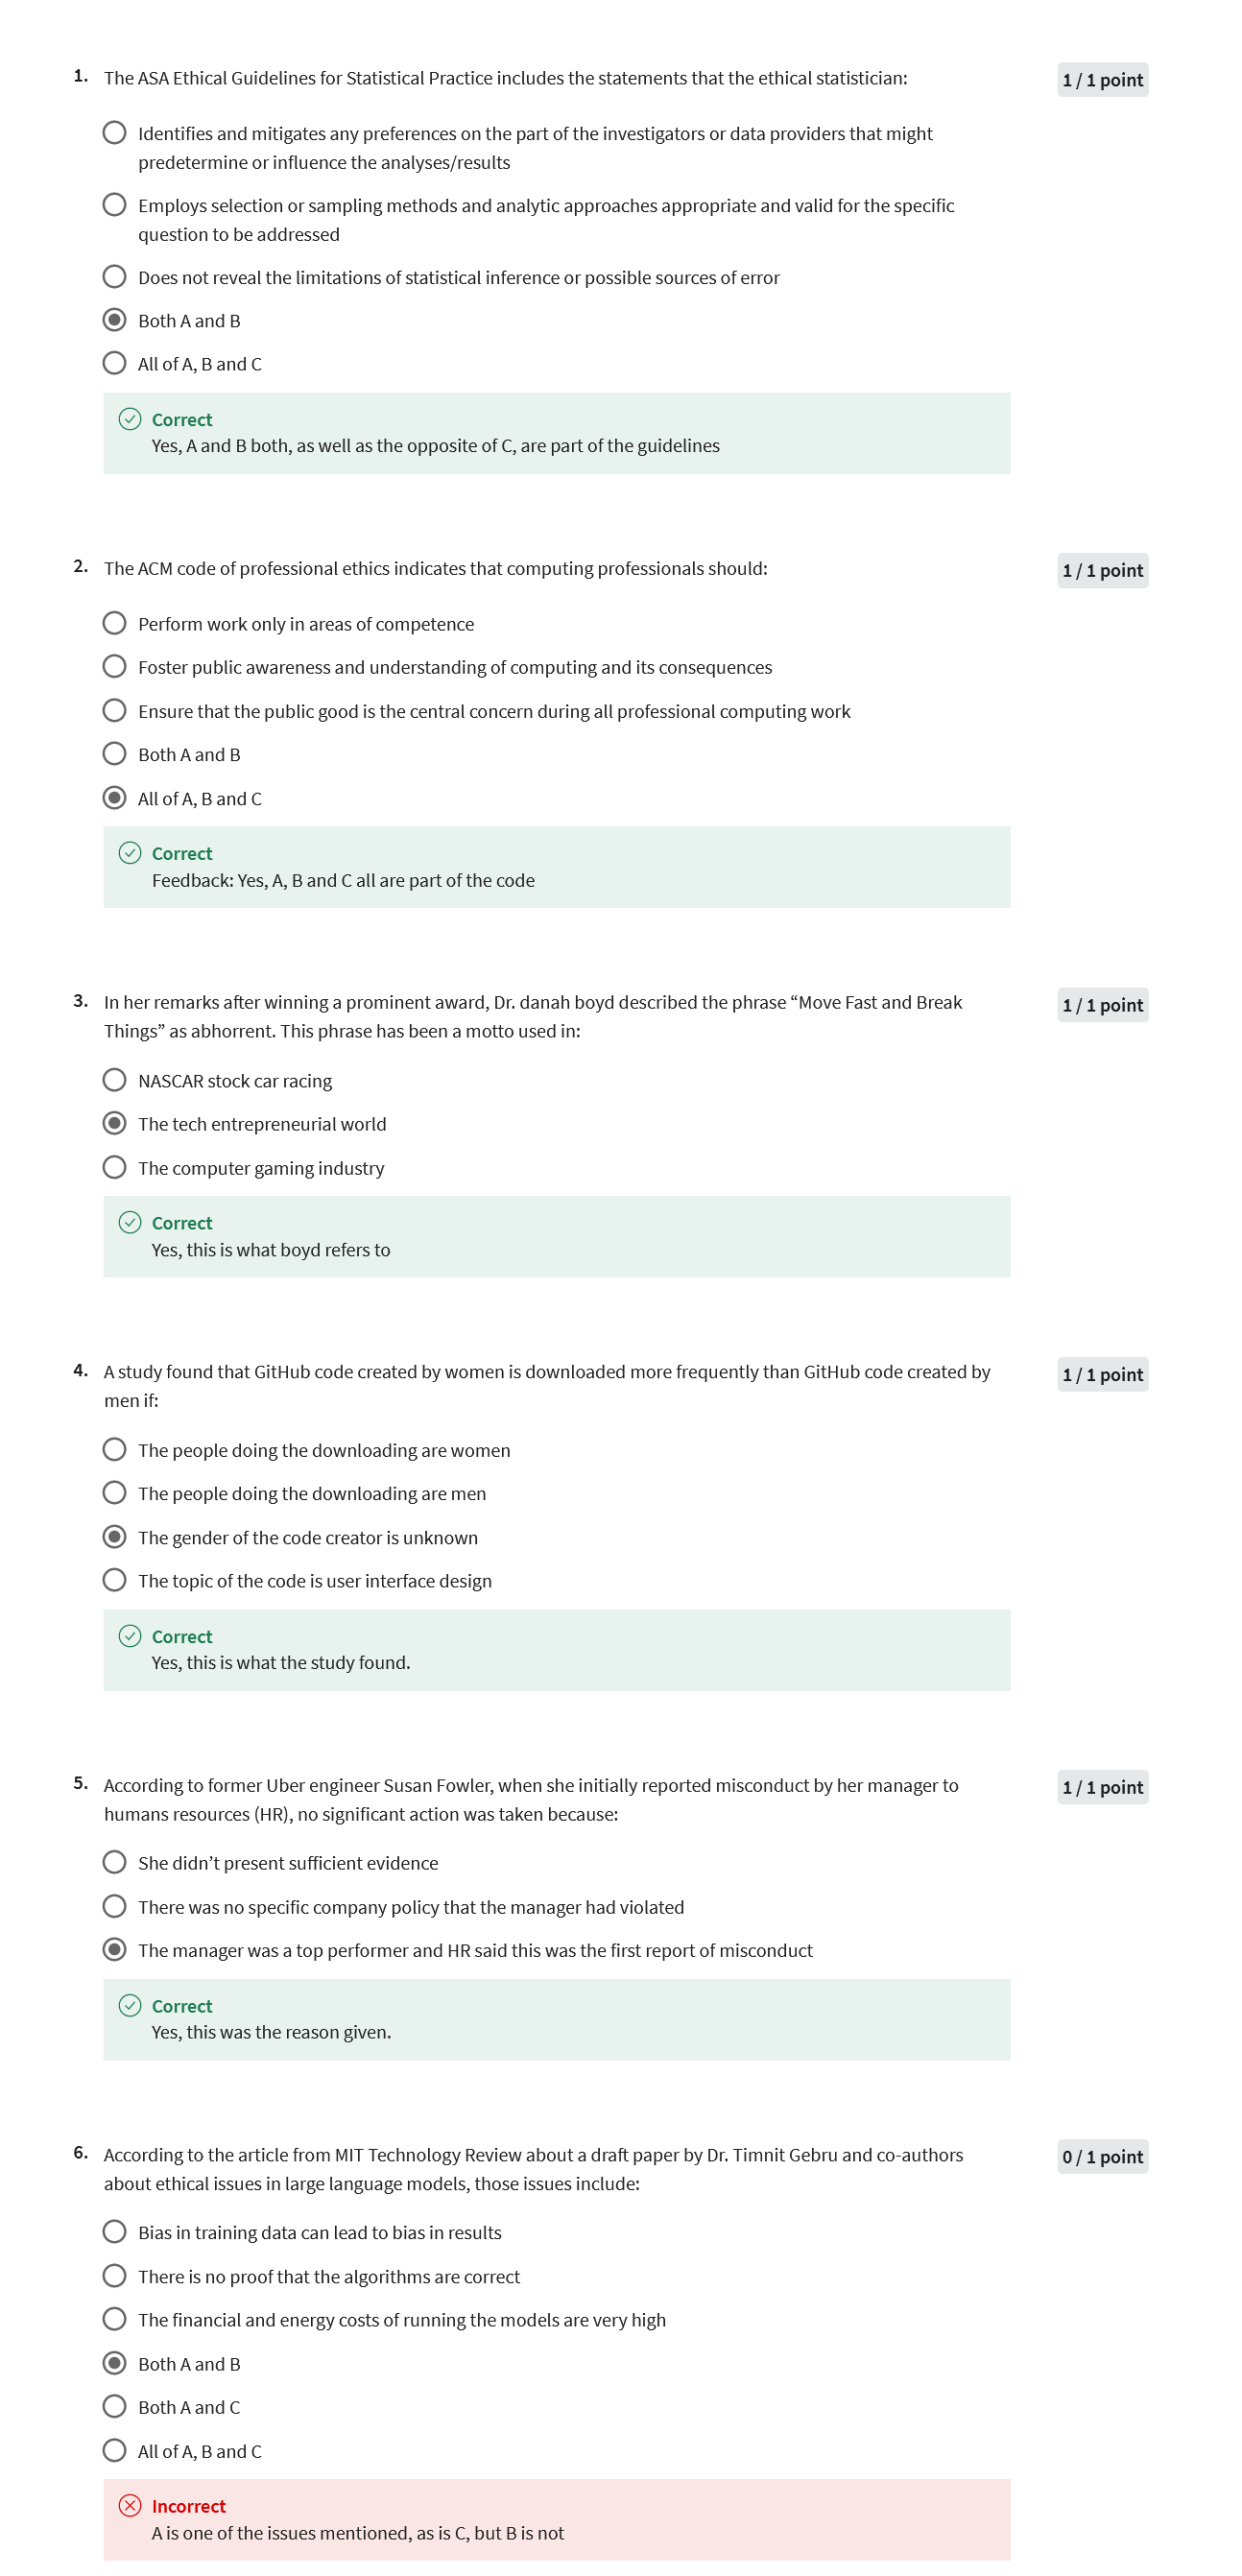 1. The ASA Ethical Guidelines for Statistical Practice includes the statements that the ethical statistician:
1 / 1 point
Identifies and mitigates any preferences on the part of the investigators or data providers that might
predetermine or influence the analyses/results
Employs selection or sampling methods and analytic approaches appropriate and valid for the specific
question to be addressed
Does not reveal the limitations of statistical inference or possible sources of error
Both A and B
All of A, B and C
Correct
Yes, A and B both, as well as the opposite of C, are part of the guidelines
2. The ACM code of professional ethics indicates that computing professionals should:
1 / 1 point
Perform work only in areas of competence
Foster public awareness and understanding of computing and its consequences
Ensure that the public good is the central concern during all professional computing work
Both A and B
All of A, B and C
Correct
Feedback: Yes, A, B and C all are part of the code
3. In her remarks after winning a prominent award, Dr. danah boyd described the phrase “Move Fast and Break
Things” as abhorrent. This phrase has been a motto used in:
1 / 1 point
NASCAR stock car racing
The tech entrepreneurial world
The computer gaming industry
Correct
Yes, this is what boyd refers to
4. A study found that GitHub code created by women is downloaded more frequently than GitHub code created by
men if:
1 / 1 point
The people doing the downloading are women
The people doing the downloading are men
The gender of the code creator is unknown
The topic of the code is user interface design
Correct
Yes, this is what the study found.
5. According to former Uber engineer Susan Fowler, when she initially reported misconduct by her manager to
humans resources (HR), no significant action was taken because:
1 / 1 point
She didn’t present sufficient evidence
There was no specific company policy that the manager had violated
The manager was a top performer and HR said this was the first report of misconduct
Correct
Yes, this was the reason given.
6. According to the article from MIT Technology Review about a draft paper by Dr. Timnit Gebru and co-authors
about ethical issues in large language models, those issues include:
0 / 1 point
Bias in training data can lead to bias in results
There is no proof that the algorithms are correct
The financial and energy costs of running the models are very high
Both A and B
Both A and C
All of A, B and C
Incorrect
A is one of the issues mentioned, as is C, but B is not